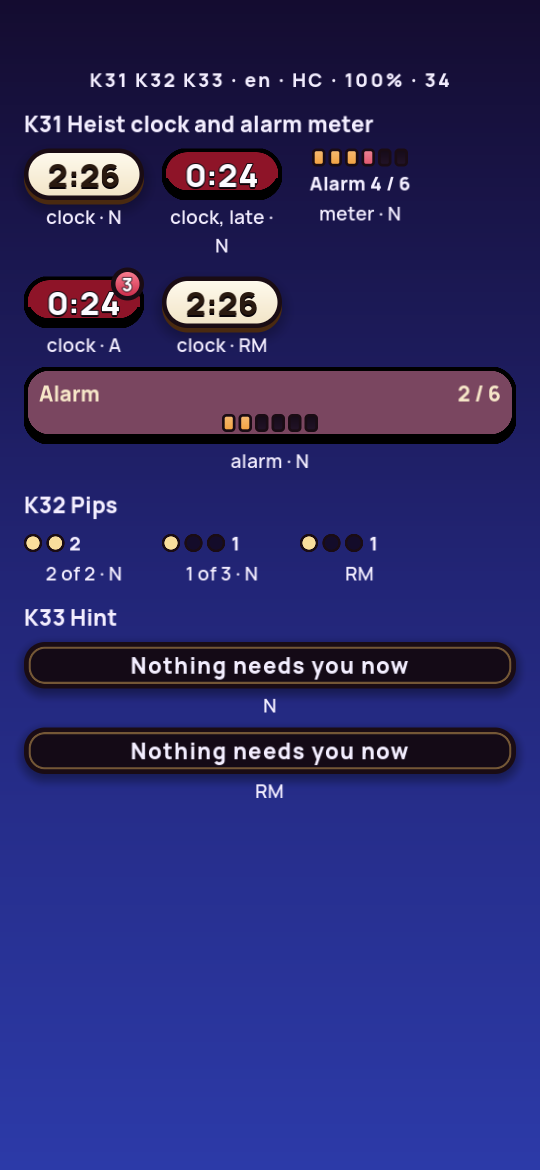 K31 K32 K33 · en · HC · 100% · 34
K31 Heist clock and alarm meter
2:26
clock · N
0:24
clock, late ·
N
Alarm 4 / 6
meter · N
0:24
3
clock · A
2:26
clock · RM
Alarm 2 / 6
alarm · N
K32 Pips
2
2 of 2 · N
1
1 of 3 · N
1
RM
K33 Hint
Nothing needs you now
N
Nothing needs you now
RM